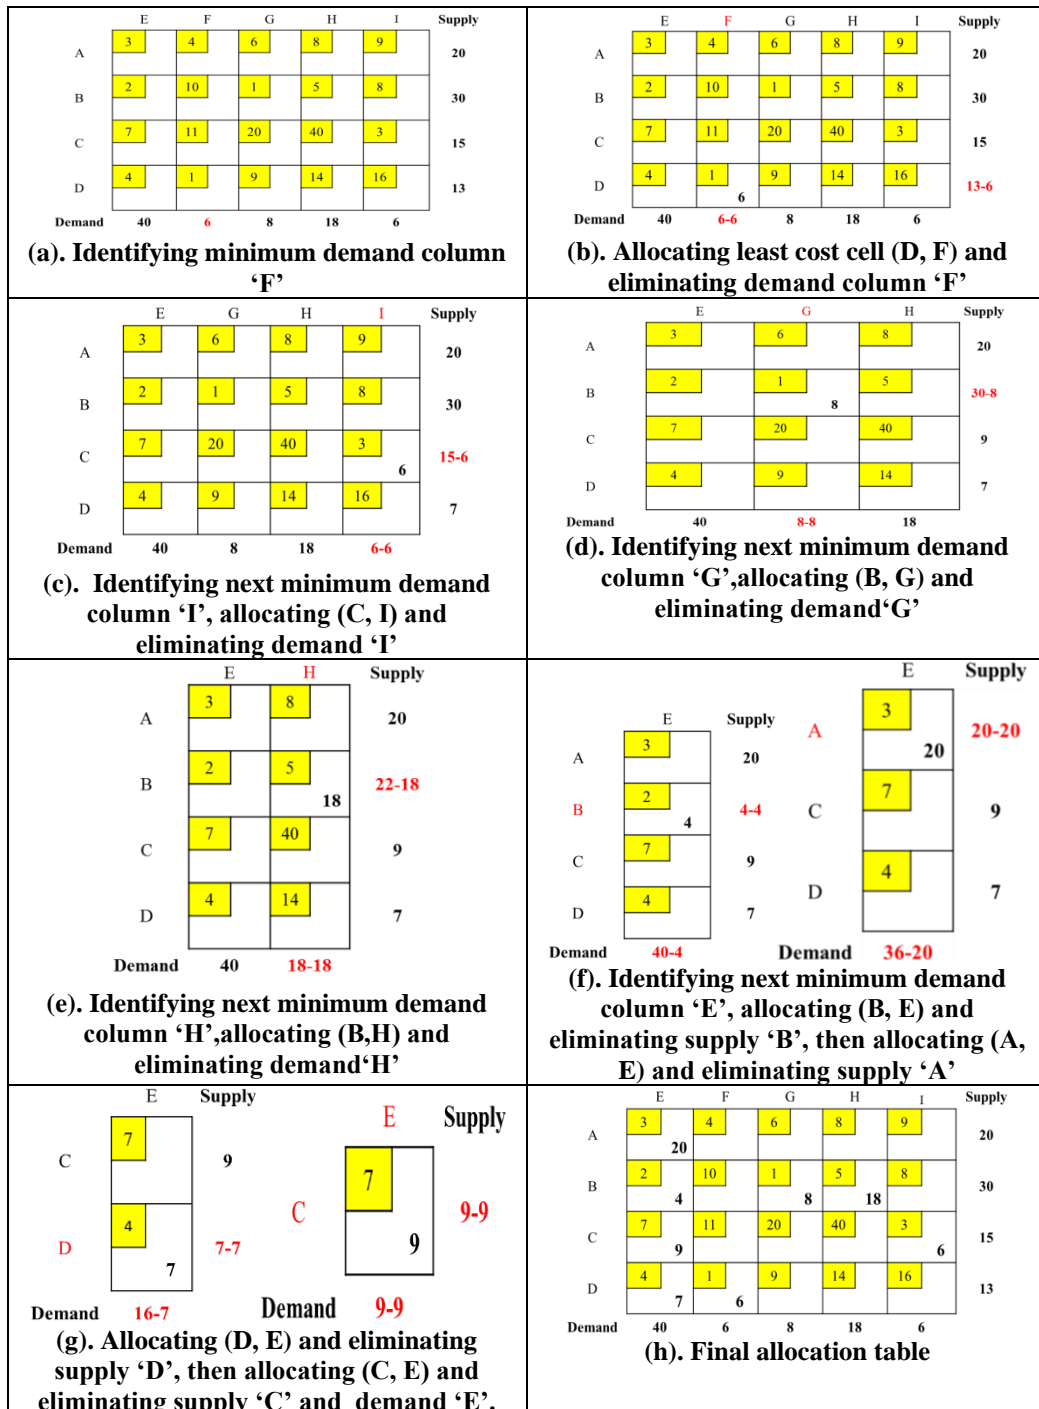 E F G H I Supply
A 3 4 6 8 9 20
B 2 10 1 5 8 30
C 7 11 20 40 3 15
D 4 1 9 14 16 13
Demand 40 6 8 18 6
(a). Identifying minimum demand column
‘F’
E F G H I Supply
A 3 4 6 8 9 20
B 2 10 1 5 8 30
C 7 11 20 40 3 15
D 4 1 9 14 16 13-6
6
Demand 40 6-6 8 18 6
(b). Allocating least cost cell (D, F) and
eliminating demand column ‘F’
E G H I Supply
A 3 6 8 9 20
B 2 1 5 8 30
C 7 20 40 3 15-6
6
D 4 9 14 16 7
Demand 40 8 18 6-6
(c). Identifying next minimum demand
column ‘I’, allocating (C, I) and
eliminating demand ‘I’
E G H Supply
A 3 6 8 20
B 2 1 5 30-8
8
C 7 20 40 9
D 4 9 14 7
Demand 40 8-8 18
(d). Identifying next minimum demand
column ‘G’,allocating (B, G) and
eliminating demand‘G’
E H Supply
A 3 8 20
B 2 5 22-18
18
C 7 40 9
D 4 14 7
Demand 40 18-18
(e). Identifying next minimum demand
column ‘H’,allocating (B,H) and
eliminating demand‘H’
E Supply
A 3 20
B 2 4-4
4
C 7 9
D 4 7
Demand 40-4
E Supply
A 3 20-20
20
C 7 9
D 4 7
Demand 36-20
(f). Identifying next minimum demand
column ‘E’, allocating (B, E) and
eliminating supply ‘B’, then allocating (A,
E) and eliminating supply ‘A’
E Supply
C 7 9
D 4 7-7
7
Demand 16-7
E Supply
C 7 9-9
9
Demand 9-9
(g). Allocating (D, E) and eliminating
supply ‘D’, then allocating (C, E) and
eliminating supply ‘C’ and demand ‘E’.
E F G H I Supply
A 3 4 6 8 9 20
20
B 2 10 1 5 8 30
4 8 18
C 7 11 20 40 3 15
9 6
D 4 1 9 14 16 13
7 6
Demand 40 6 8 18 6
(h). Final allocation table